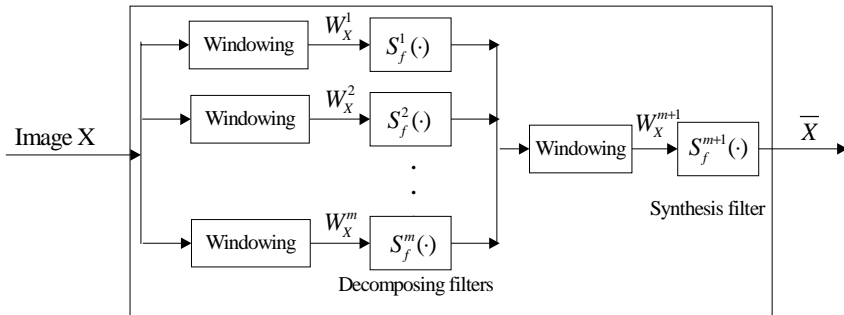 Windowing W_X^1 S_f^1(·)
Windowing W_X^2 S_f^2(·)
Image X
Windowing W_X^{m+1} S_f^{m+1}(·) \overline{X}
.
.
.
Synthesis filter
Windowing W_X^m S_f^m(·)
Decomposing filters